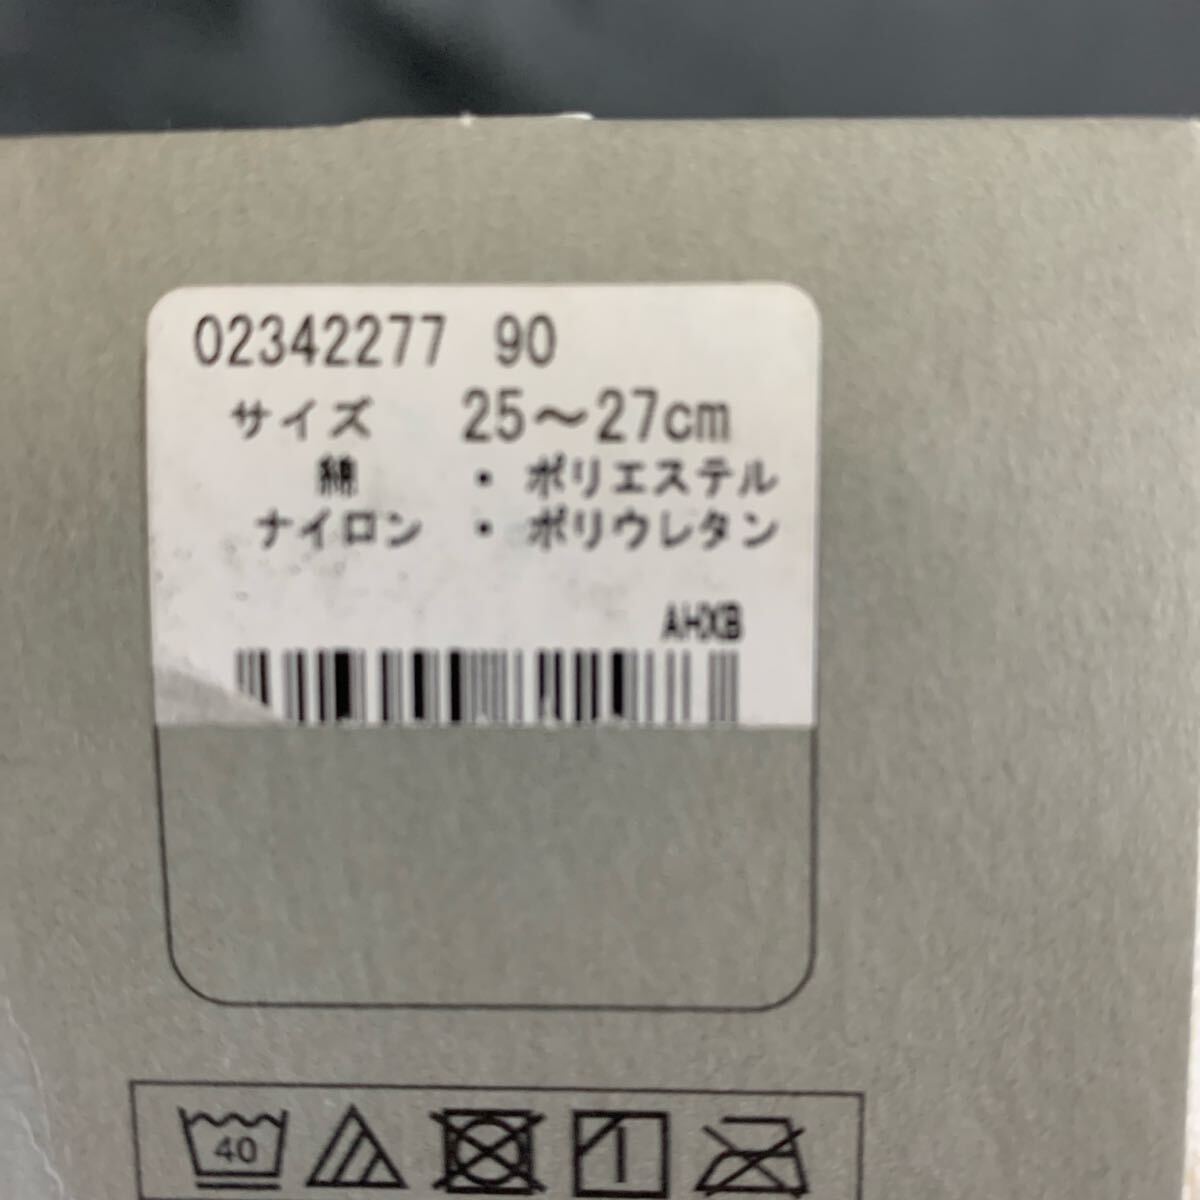 02342277 90
サイズ 25～27cm
綿 ・ ポリエステル
ナイロン ・ ポリウレタン
AHXB
40